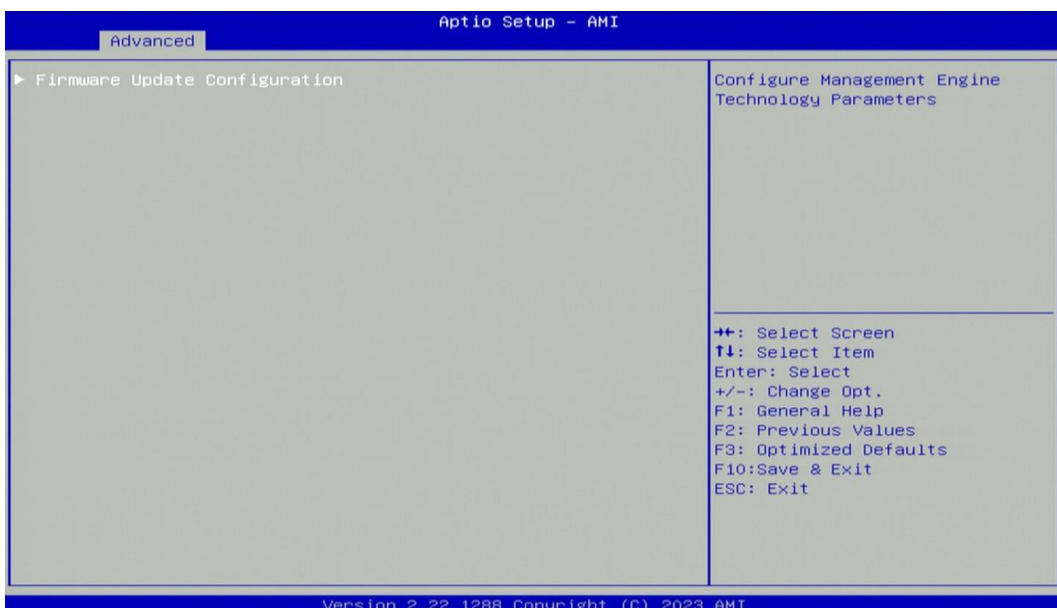 Aptio Setup - AMI
Advanced
▶ Firmware Update Configuration
Configure Management Engine
Technology Parameters
→←: Select Screen
↑↓: Select Item
Enter: Select
+/-: Change Opt.
F1: General Help
F2: Previous Values
F3: Optimized Defaults
F10:Save & Exit
ESC: Exit
Version 2.22.1288 Copyright (C) 2023 AMI